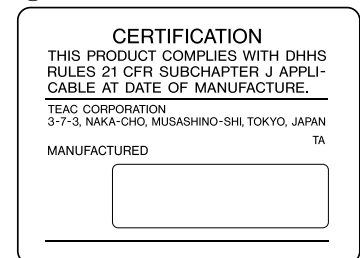 CERTIFICATION
THIS PRODUCT COMPLIES WITH DHHS
RULES 21 CFR SUBCHAPTER J APPLI-
CABLE AT DATE OF MANUFACTURE.
TEAC CORPORATION
3-7-3, NAKA-CHO, MUSASHINO-SHI, TOKYO, JAPAN
TA
MANUFACTURED